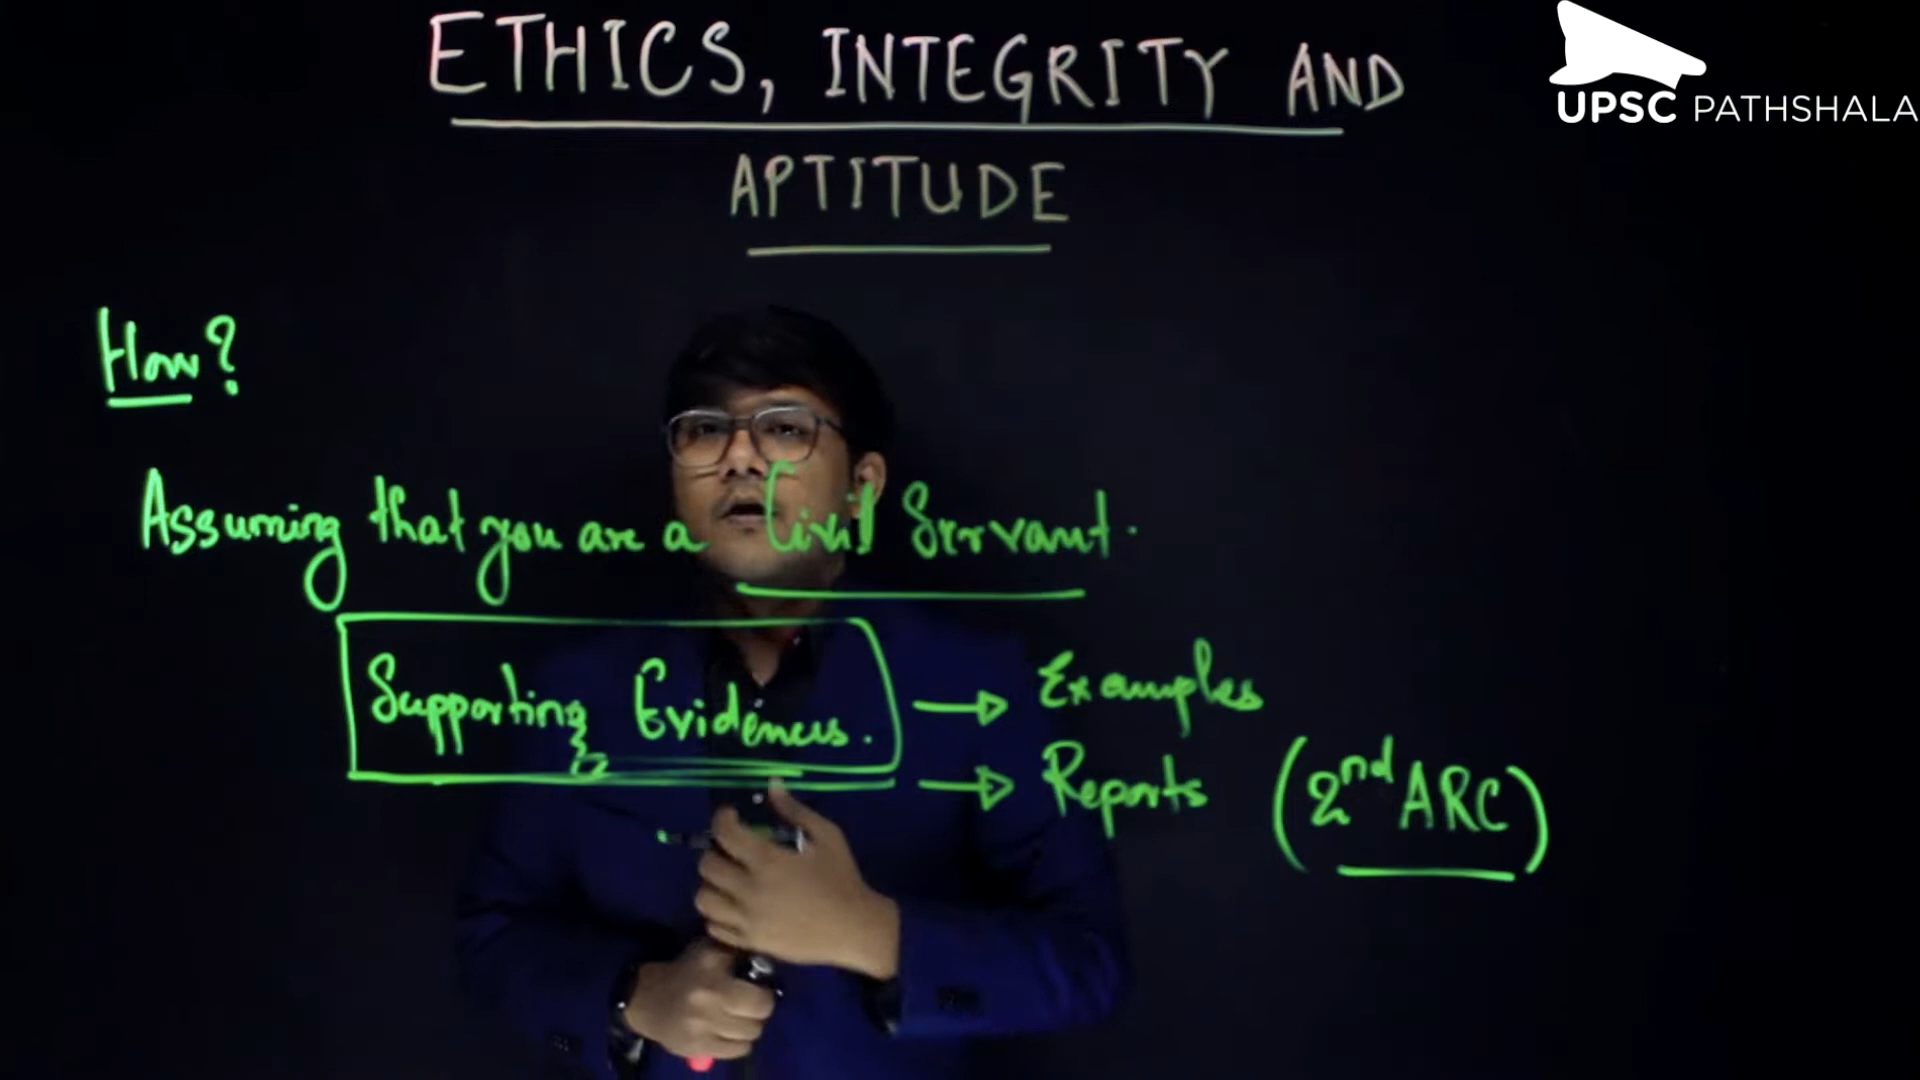 ETHICS, INTEGRITY AND
APTITUDE
UPSC PATHSHALA
How?
Assuming that you are a Civil Servant.
Supporting Evidences. → Examples
→ Reports (2nd ARC)